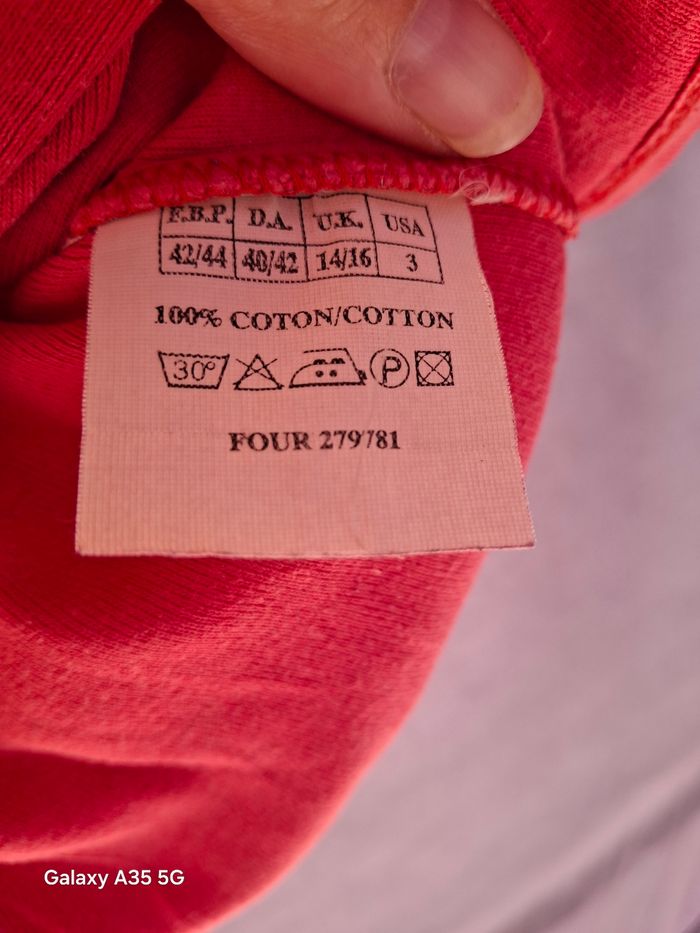 F.B.P. D.A. U.K. USA
42/44 40/42 14/16 3
100% COTON/COTTON
30° P
FOUR 279781
Galaxy A35 5G